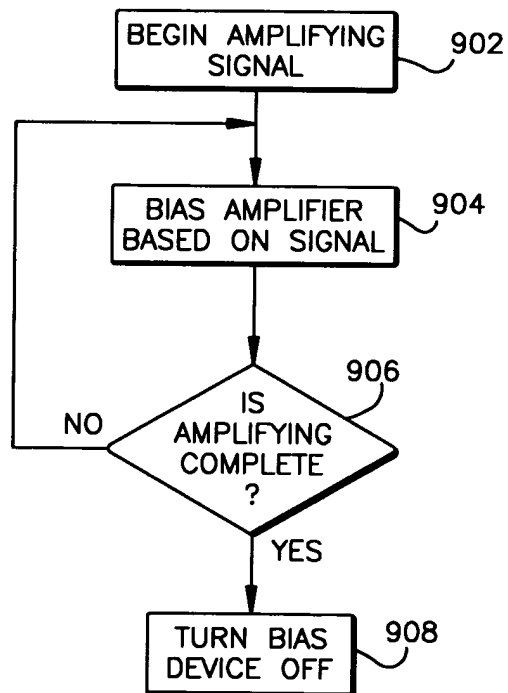 BEGIN AMPLIFYING
SIGNAL
902
BIAS AMPLIFIER
BASED ON SIGNAL
904
906
IS
AMPLIFYING
COMPLETE
?
NO
YES
TURN BIAS
DEVICE OFF
908